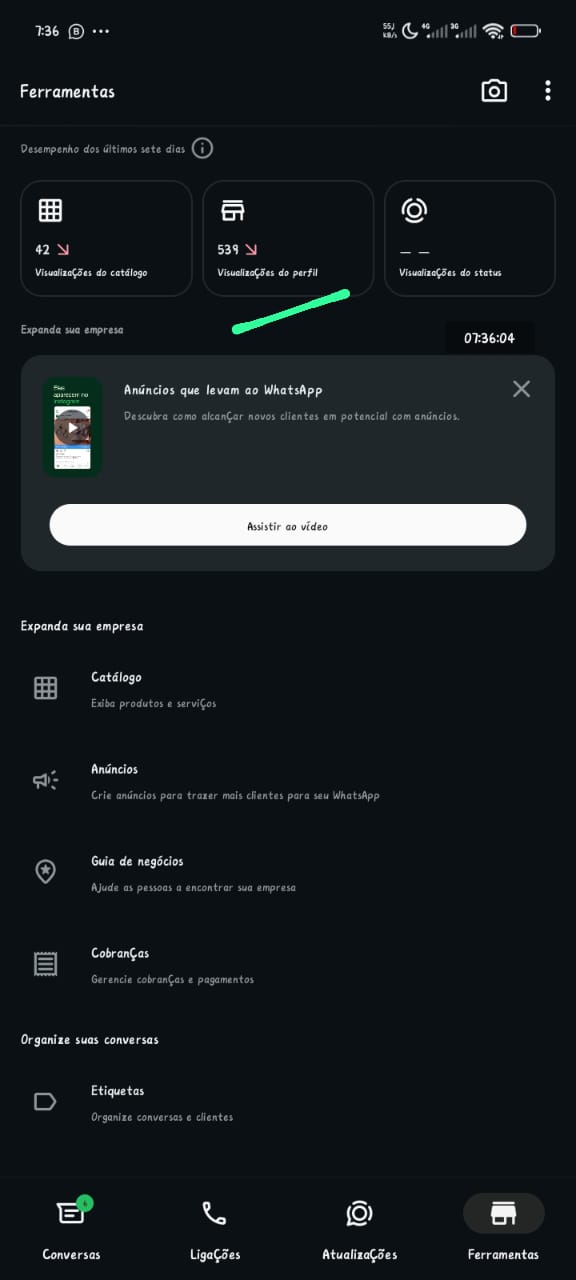 7:36
55,1 KB/s 4G 3G
Ferramentas
Desempenho dos últimos sete dias
42
Visualizações do catálogo
539
Visualizações do perfil
— —
Visualizações do status
Expanda sua empresa
07:36:04
aparecer no
Instagram
Anúncios que levam ao WhatsApp
Descubra como alcançar novos clientes em potencial com anúncios.
Assistir ao vídeo
Expanda sua empresa
Catálogo
Exiba produtos e serviços
Anúncios
Crie anúncios para trazer mais clientes para seu WhatsApp
Guia de negócios
Ajude as pessoas a encontrar sua empresa
Cobranças
Gerencie cobranças e pagamentos
Organize suas conversas
Etiquetas
Organize conversas e clientes
Conversas
Ligações
Atualizações
Ferramentas